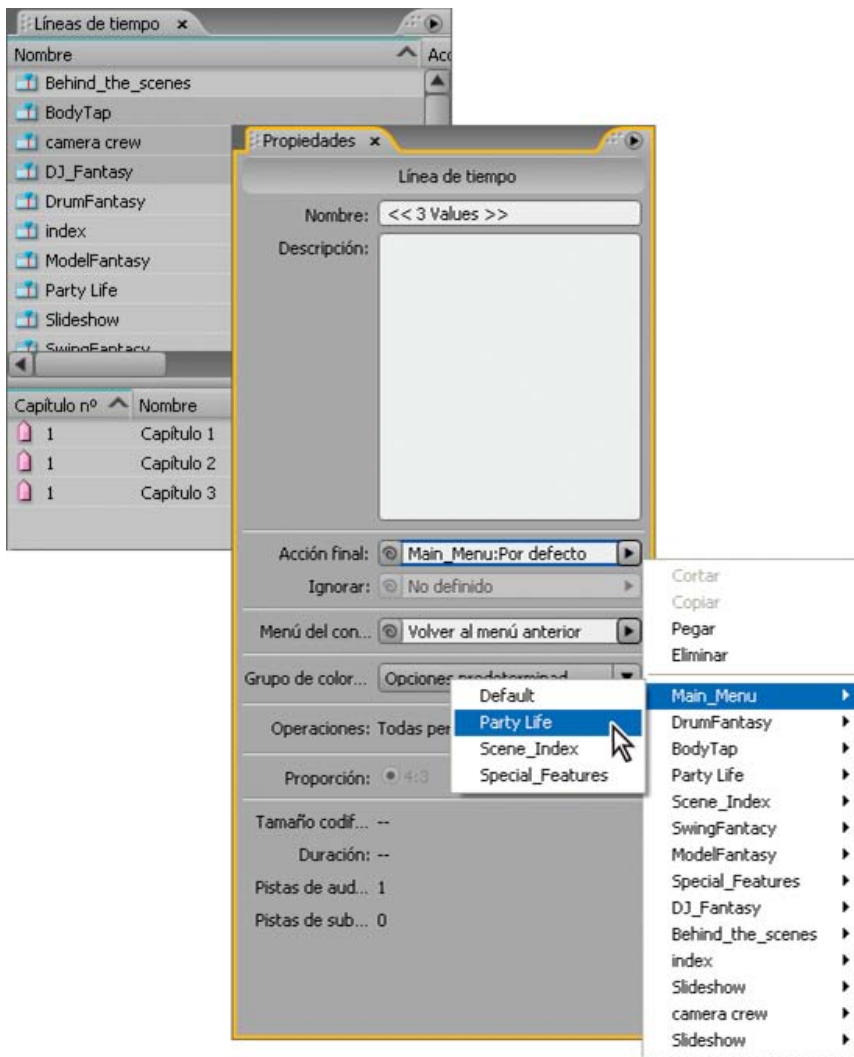 Líneas de tiempo
Nombre
Behind_the_scenes
BodyTap
camera crew
DJ_Fantasy
DrumFantasy
index
ModelFantasy
Party Life
Slideshow
Capítulo nº Nombre
1 Capítulo 1
1 Capítulo 2
1 Capítulo 3
Propiedades
Línea de tiempo
Nombre: << 3 Values >>
Descripción:
Acción final: Main_Menu:Por defecto
Ignorar: No definido
Menú del con... Volver al menú anterior
Grupo de color... Opciones
Operaciones: Todas per
Proporción: 4:3
Tamaño codif... --
Duración: --
Pistas de aud... 1
Pistas de sub... 0
Default
Party Life
Scene_Index
Special_Features
Cortar
Copiar
Pegar
Eliminar
Main_Menu
DrumFantasy
BodyTap
Party Life
Scene_Index
SwingFantacy
ModelFantasy
Special_Features
DJ_Fantasy
Behind_the_scenes
index
Slideshow
camera crew
Slideshow